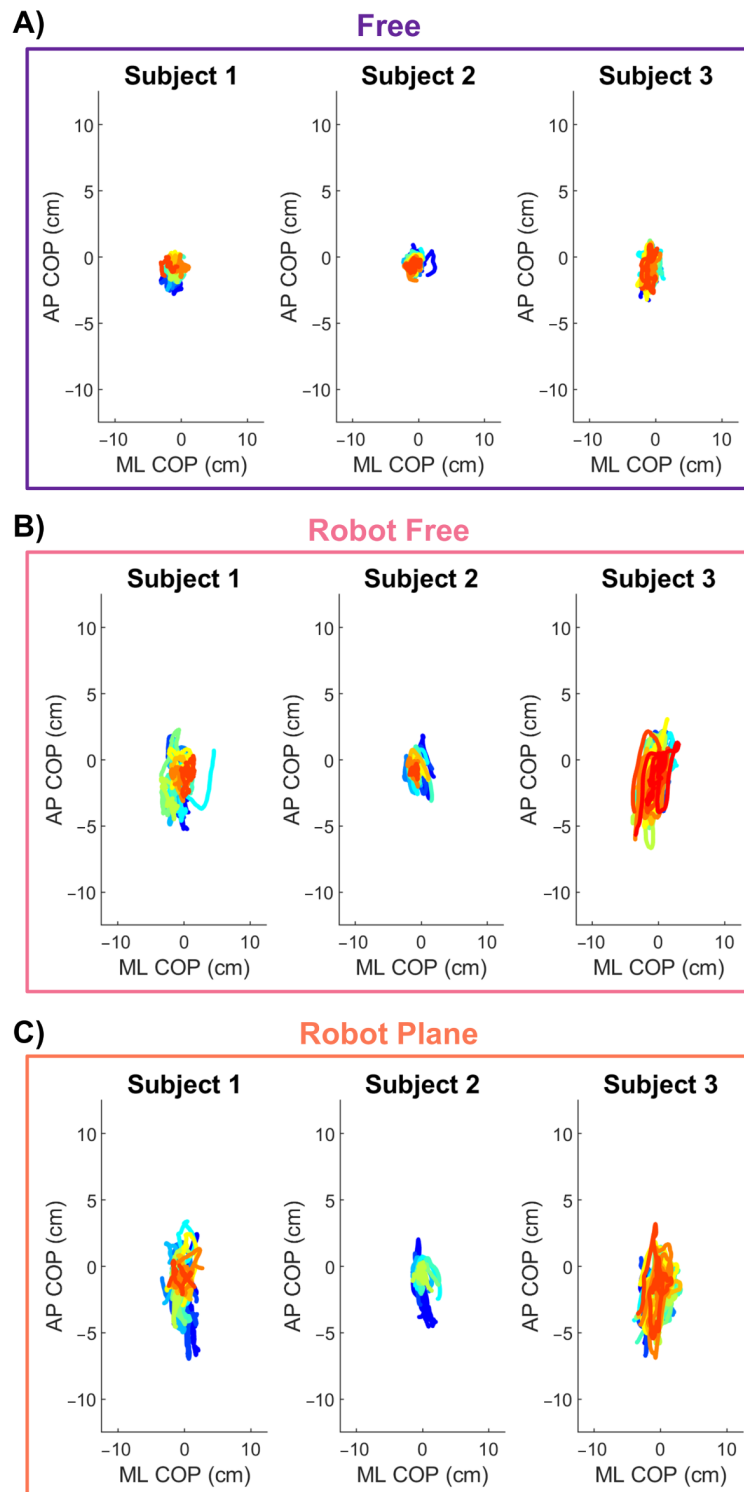 A) Free
Subject 1 Subject 2 Subject 3
10 10 10
5 5 5
0 0 0
−5 −5 −5
−10 −10 −10
AP COP (cm) AP COP (cm) AP COP (cm)
−10 0 10 −10 0 10 −10 0 10
ML COP (cm) ML COP (cm) ML COP (cm)
B) Robot Free
Subject 1 Subject 2 Subject 3
10 10 10
5 5 5
0 0 0
−5 −5 −5
−10 −10 −10
AP COP (cm) AP COP (cm) AP COP (cm)
−10 0 10 −10 0 10 −10 0 10
ML COP (cm) ML COP (cm) ML COP (cm)
C) Robot Plane
Subject 1 Subject 2 Subject 3
10 10 10
5 5 5
0 0 0
−5 −5 −5
−10 −10 −10
AP COP (cm) AP COP (cm) AP COP (cm)
−10 0 10 −10 0 10 −10 0 10
ML COP (cm) ML COP (cm) ML COP (cm)